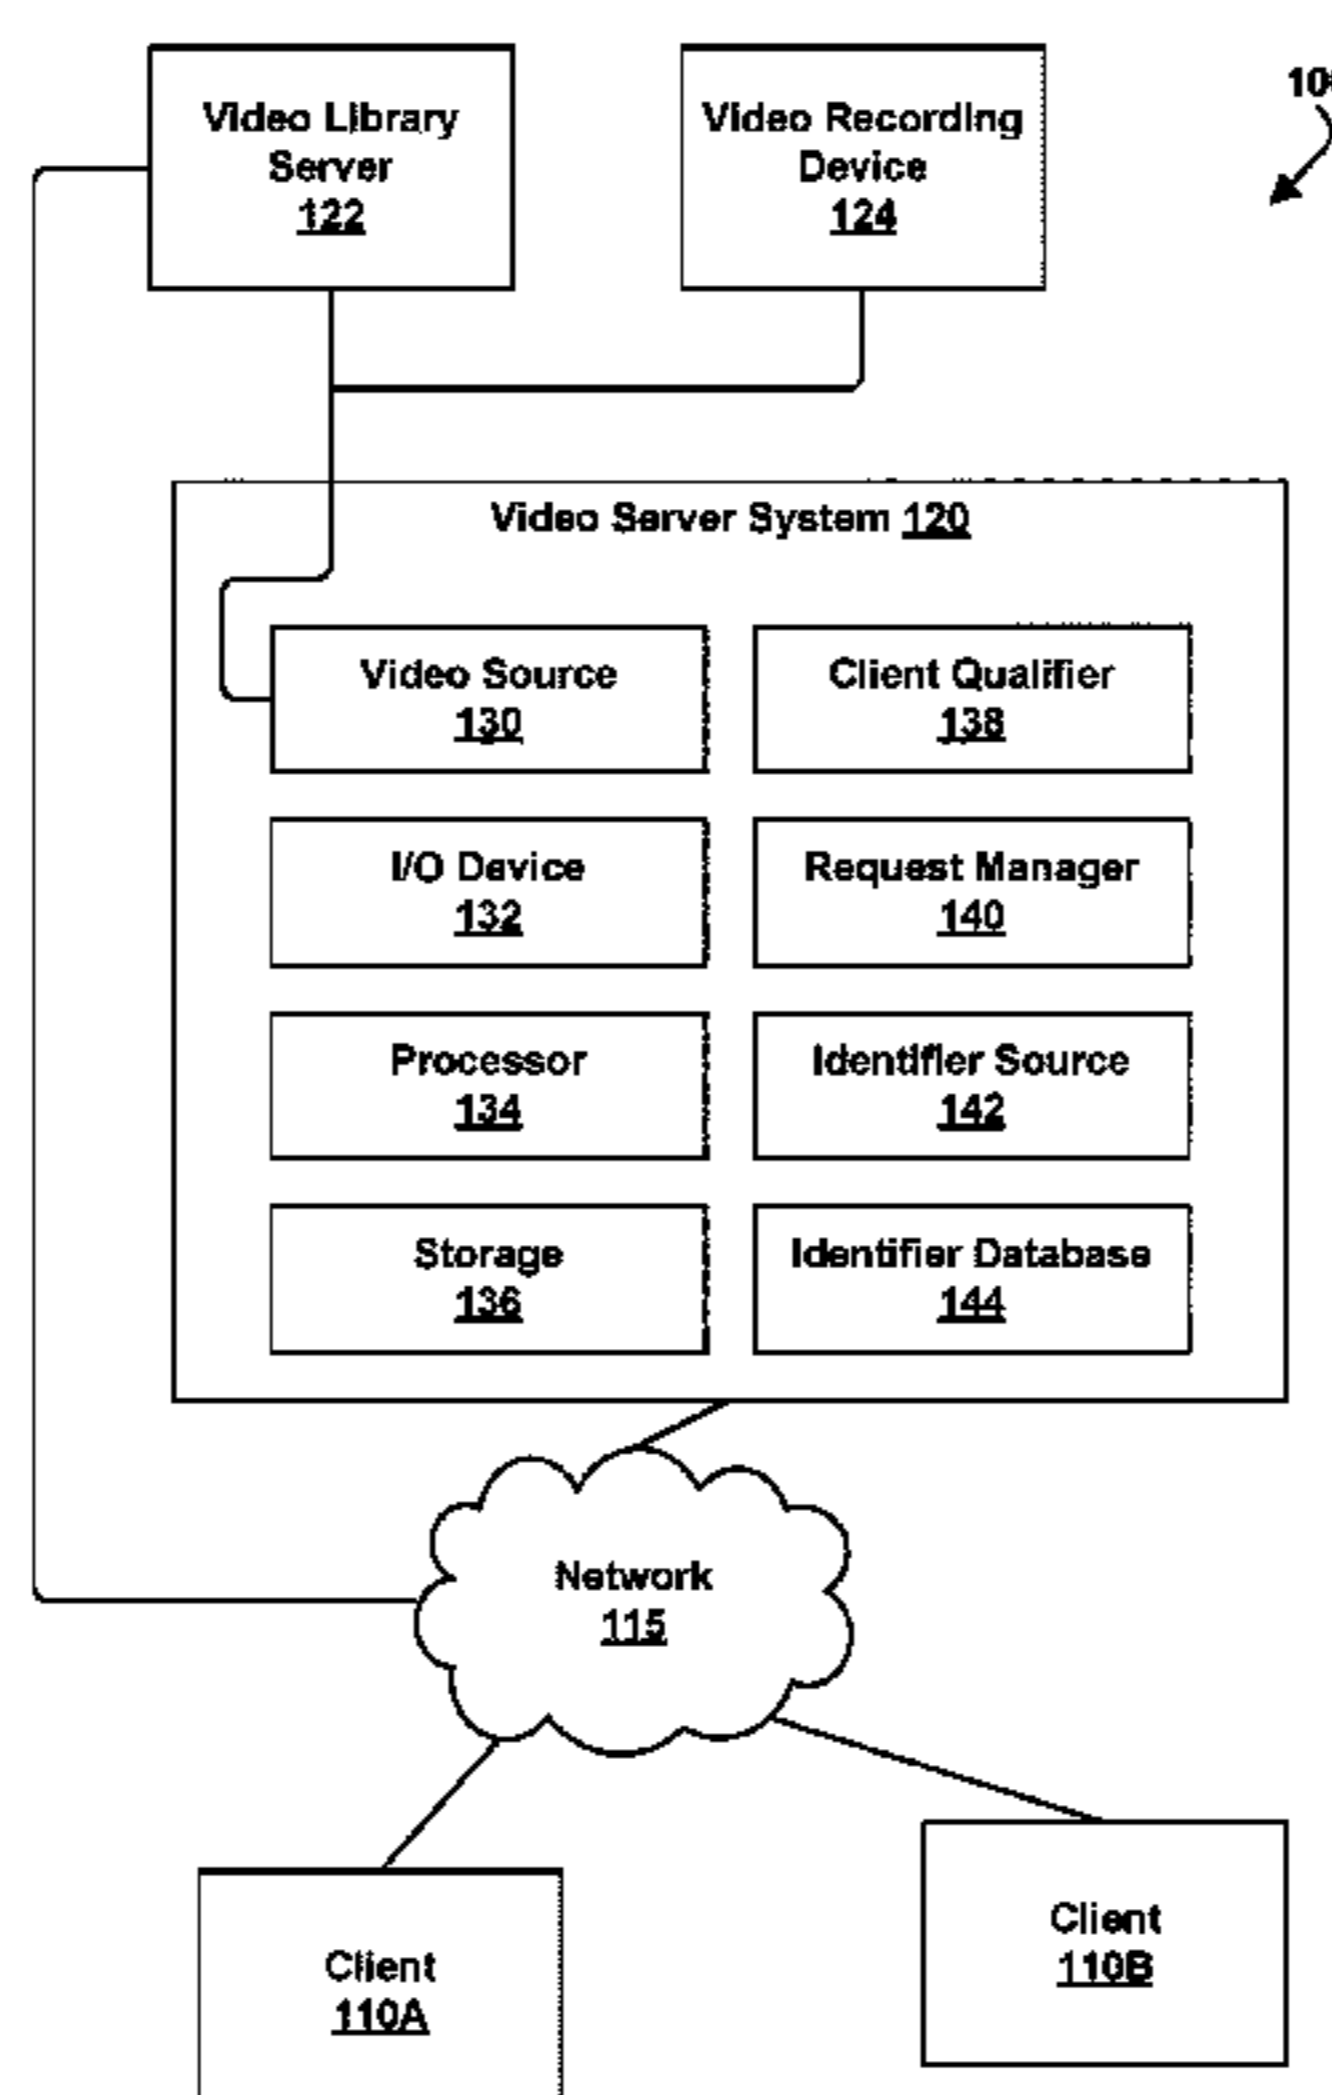 Video Library
Server
122
Video Recording
Device
124
Video Server System 120
Video Source
130
Client Qualifier
138
I/O Device
132
Request Manager
140
Processor
134
Identifier Source
142
Storage
136
Identifier Database
144
Network
115
Client
110A
Client
110B